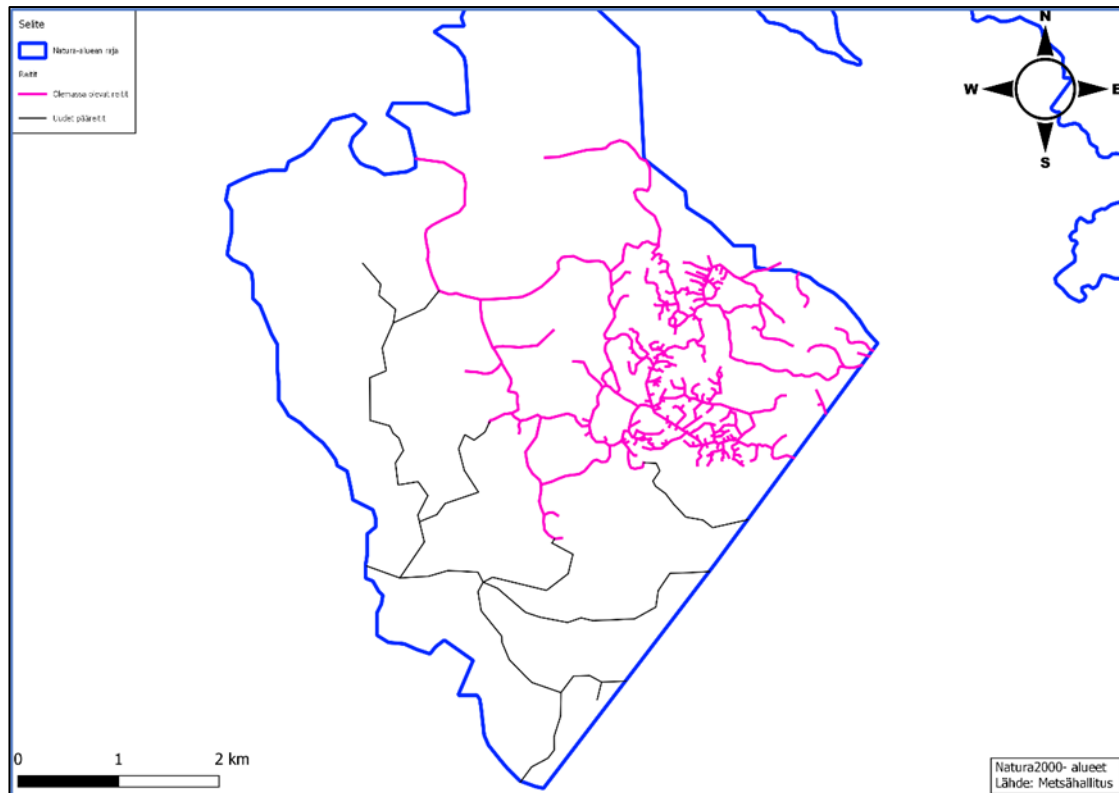 Selite
Natura-alueen raja
Reitit
Olemassa olevat reitit
Uudet pääreitit
N
W
E
S
0 1 2 km
Natura2000- alueet
Lähde: Metsähallitus